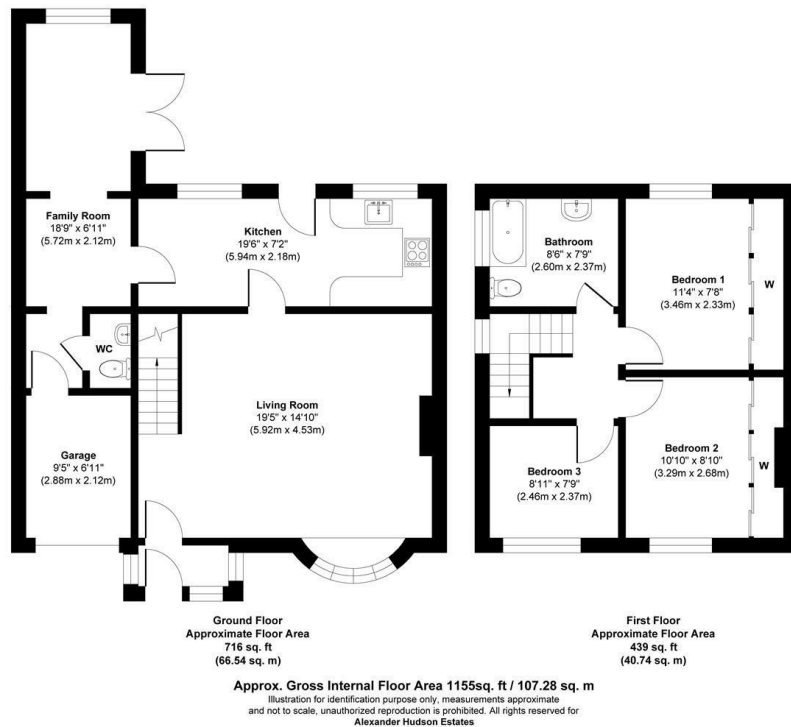 Family Room
18'9" x 6'11"
(5.72m x 2.12m)
Kitchen
19'6" x 7'2"
(5.94m x 2.18m)
WC
Living Room
19'5" x 14'10"
(5.92m x 4.53m)
Garage
9'5" x 6'11"
(2.88m x 2.12m)
Bathroom
8'6" x 7'9"
(2.60m x 2.37m)
Bedroom 1
11'4" x 7'8"
(3.46m x 2.33m)
W
Bedroom 2
10'10" x 8'10"
(3.29m x 2.68m)
W
Bedroom 3
8'11" x 7'9"
(2.46m x 2.37m)
Ground Floor
Approximate Floor Area
716 sq. ft
(66.54 sq. m)
First Floor
Approximate Floor Area
439 sq. ft
(40.74 sq. m)
Approx. Gross Internal Floor Area 1155sq. ft / 107.28 sq. m
Illustration for identification purpose only, measurements approximate
and not to scale, unauthorized reproduction is prohibited. All rights reserved for
Alexander Hudson Estates